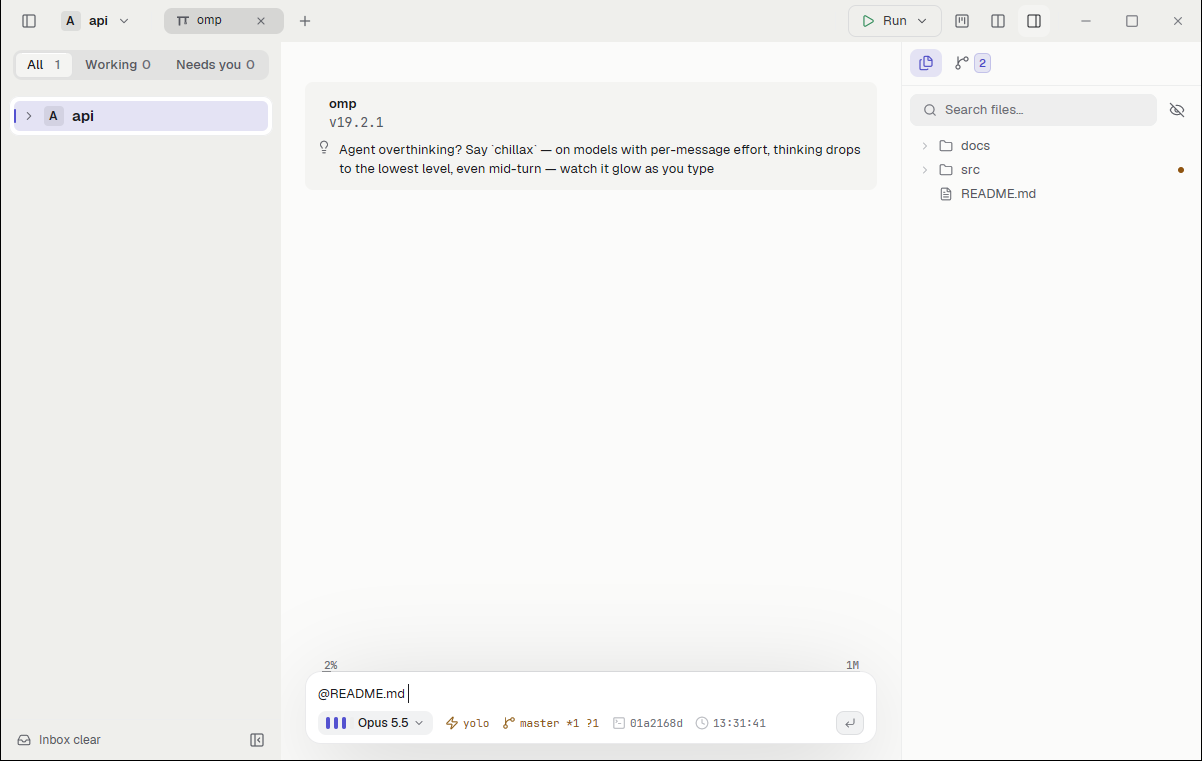 A api
omp
Run
All 1 Working 0 Needs you 0
A api
Inbox clear
omp
v19.2.1
Agent overthinking? Say `chillax` — on models with per-message effort, thinking drops
to the lowest level, even mid-turn — watch it glow as you type
2% 1M
@README.md
Opus 5.5 yolo master *1 ?1 01a2168d 13:31:41
2
Search files...
docs
src
README.md